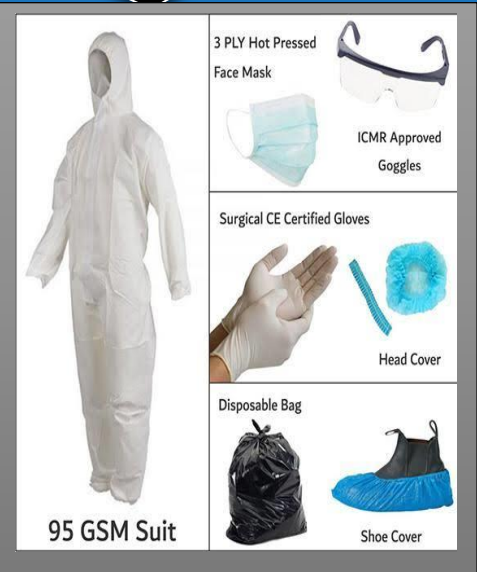 3 PLY Hot Pressed
Face Mask
ICMR Approved
Goggles
Surgical CE Certified Gloves
Head Cover
Disposable Bag
Shoe Cover
95 GSM Suit